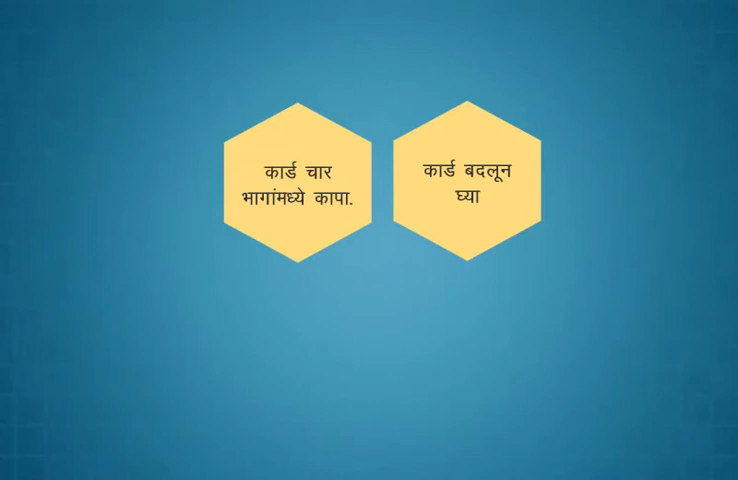 कार्ड चार
भागांमध्ये कापा.
कार्ड बदलून
घ्या